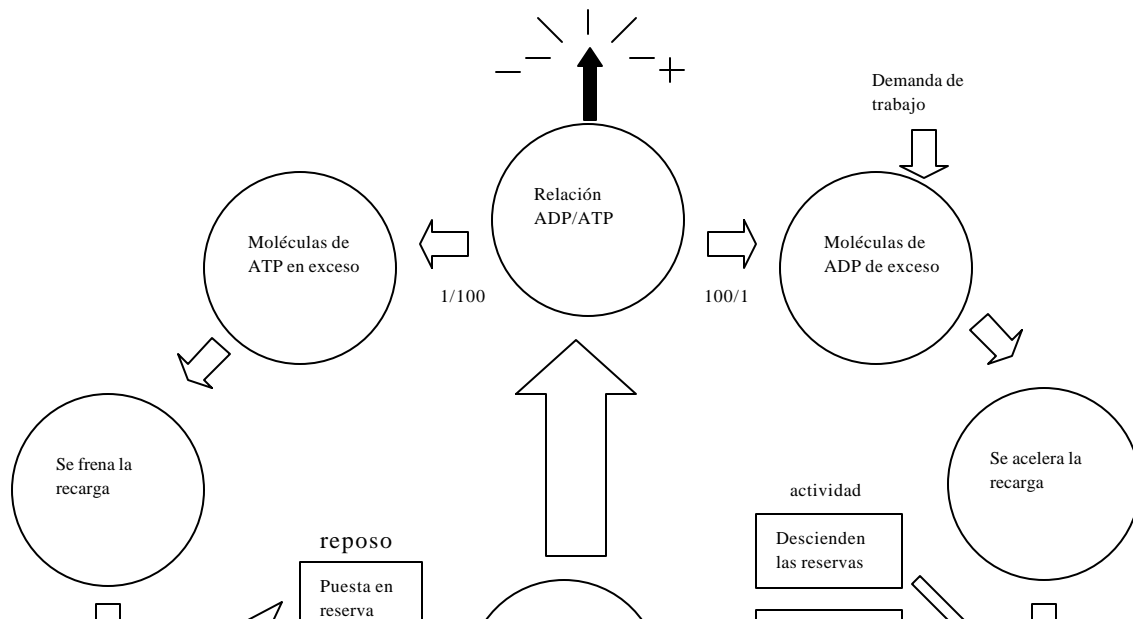 Demanda de
trabajo
Relación
ADP/ATP
Moléculas de
ATP en exceso
Moléculas de
ADP de exceso
1/100
100/1
Se frena la
recarga
Se acelera la
recarga
actividad
Descienden
las reservas
reposo
Puesta en
reserva